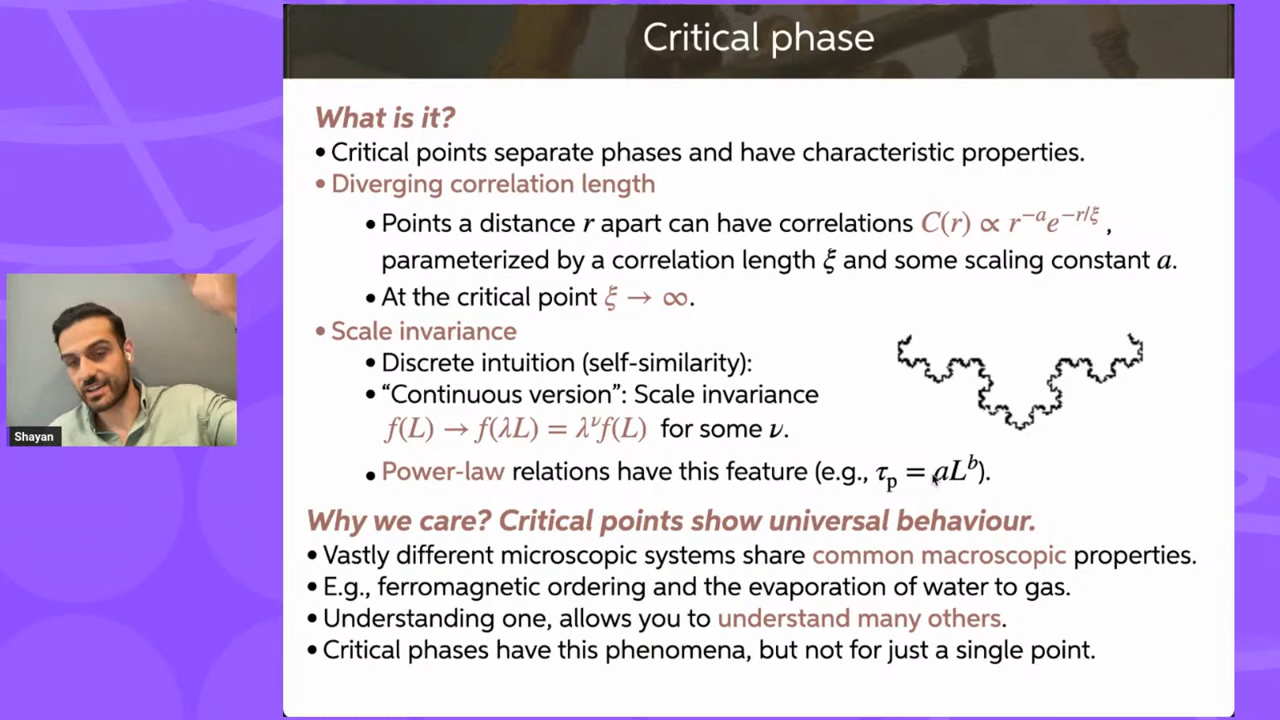 Critical phase
What is it?
• Critical points separate phases and have characteristic properties.
• Diverging correlation length
• Points a distance r apart can have correlations C(r) ∝ r⁻ᵃe⁻ʳ/ξ ,
parameterized by a correlation length ξ and some scaling constant a.
• At the critical point ξ → ∞.
• Scale invariance
• Discrete intuition (self-similarity):
• “Continuous version”: Scale invariance
f(L) → f(λL) = λᵛf(L) for some ν.
• Power-law relations have this feature (e.g., τₚ = aLᵇ).
Why we care? Critical points show universal behaviour.
• Vastly different microscopic systems share common macroscopic properties.
• E.g., ferromagnetic ordering and the evaporation of water to gas.
• Understanding one, allows you to understand many others.
• Critical phases have this phenomena, but not for just a single point.
Shayan